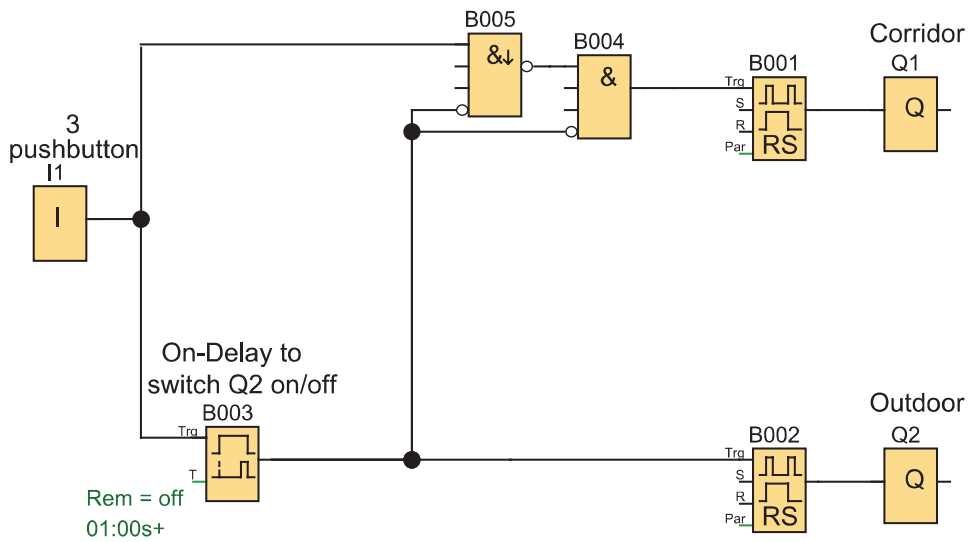 B005
&↓
B004
&
Corridor
B001
Q1
Trg
S
R
Par
RS
Q
3
pushbutton
I1
I
On-Delay to
switch Q2 on/off
B003
Trg
T
Rem = off
01:00s+
Outdoor
B002
Q2
Trg
S
R
Par
RS
Q